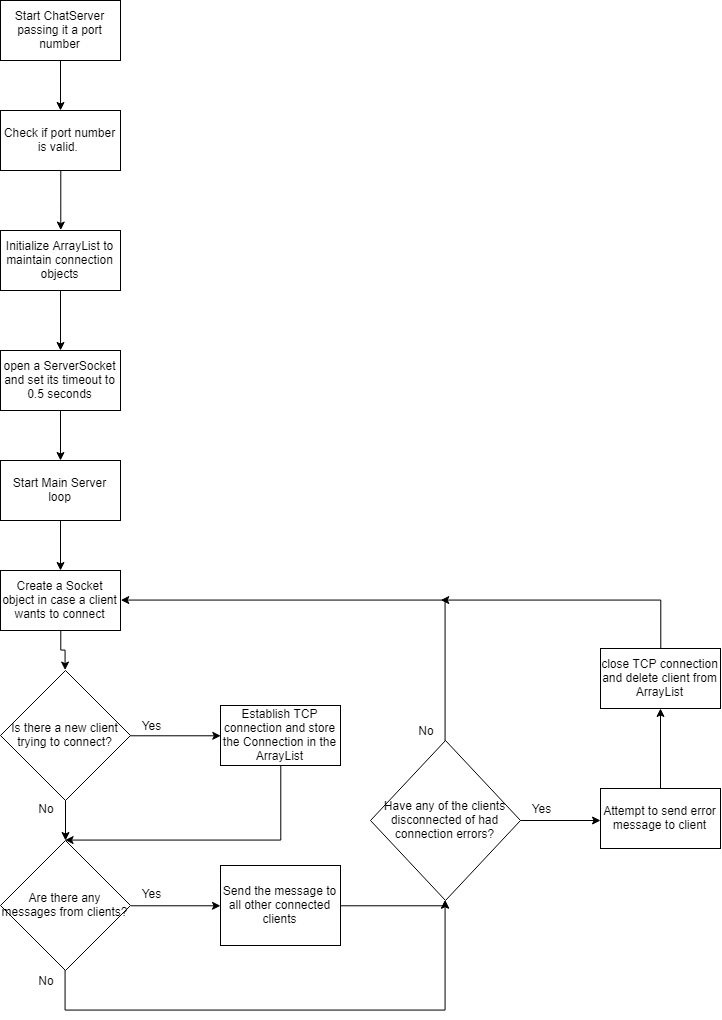 Start ChatServer
passing it a port
number
Check if port number
is valid.
Initialize ArrayList to
maintain connection
objects
open a ServerSocket
and set its timeout to
0.5 seconds
Start Main Server
loop
Create a Socket
object in case a client
wants to connect
Is there a new client
trying to connect?
Yes
Establish TCP
connection and store
the Connection in the
ArrayList
No
Are there any
messages from clients?
Yes
Send the message to
all other connected
clients
No
Have any of the clients
disconnected of had
connection errors?
No
Yes
Attempt to send error
message to client
close TCP connection
and delete client from
ArrayList